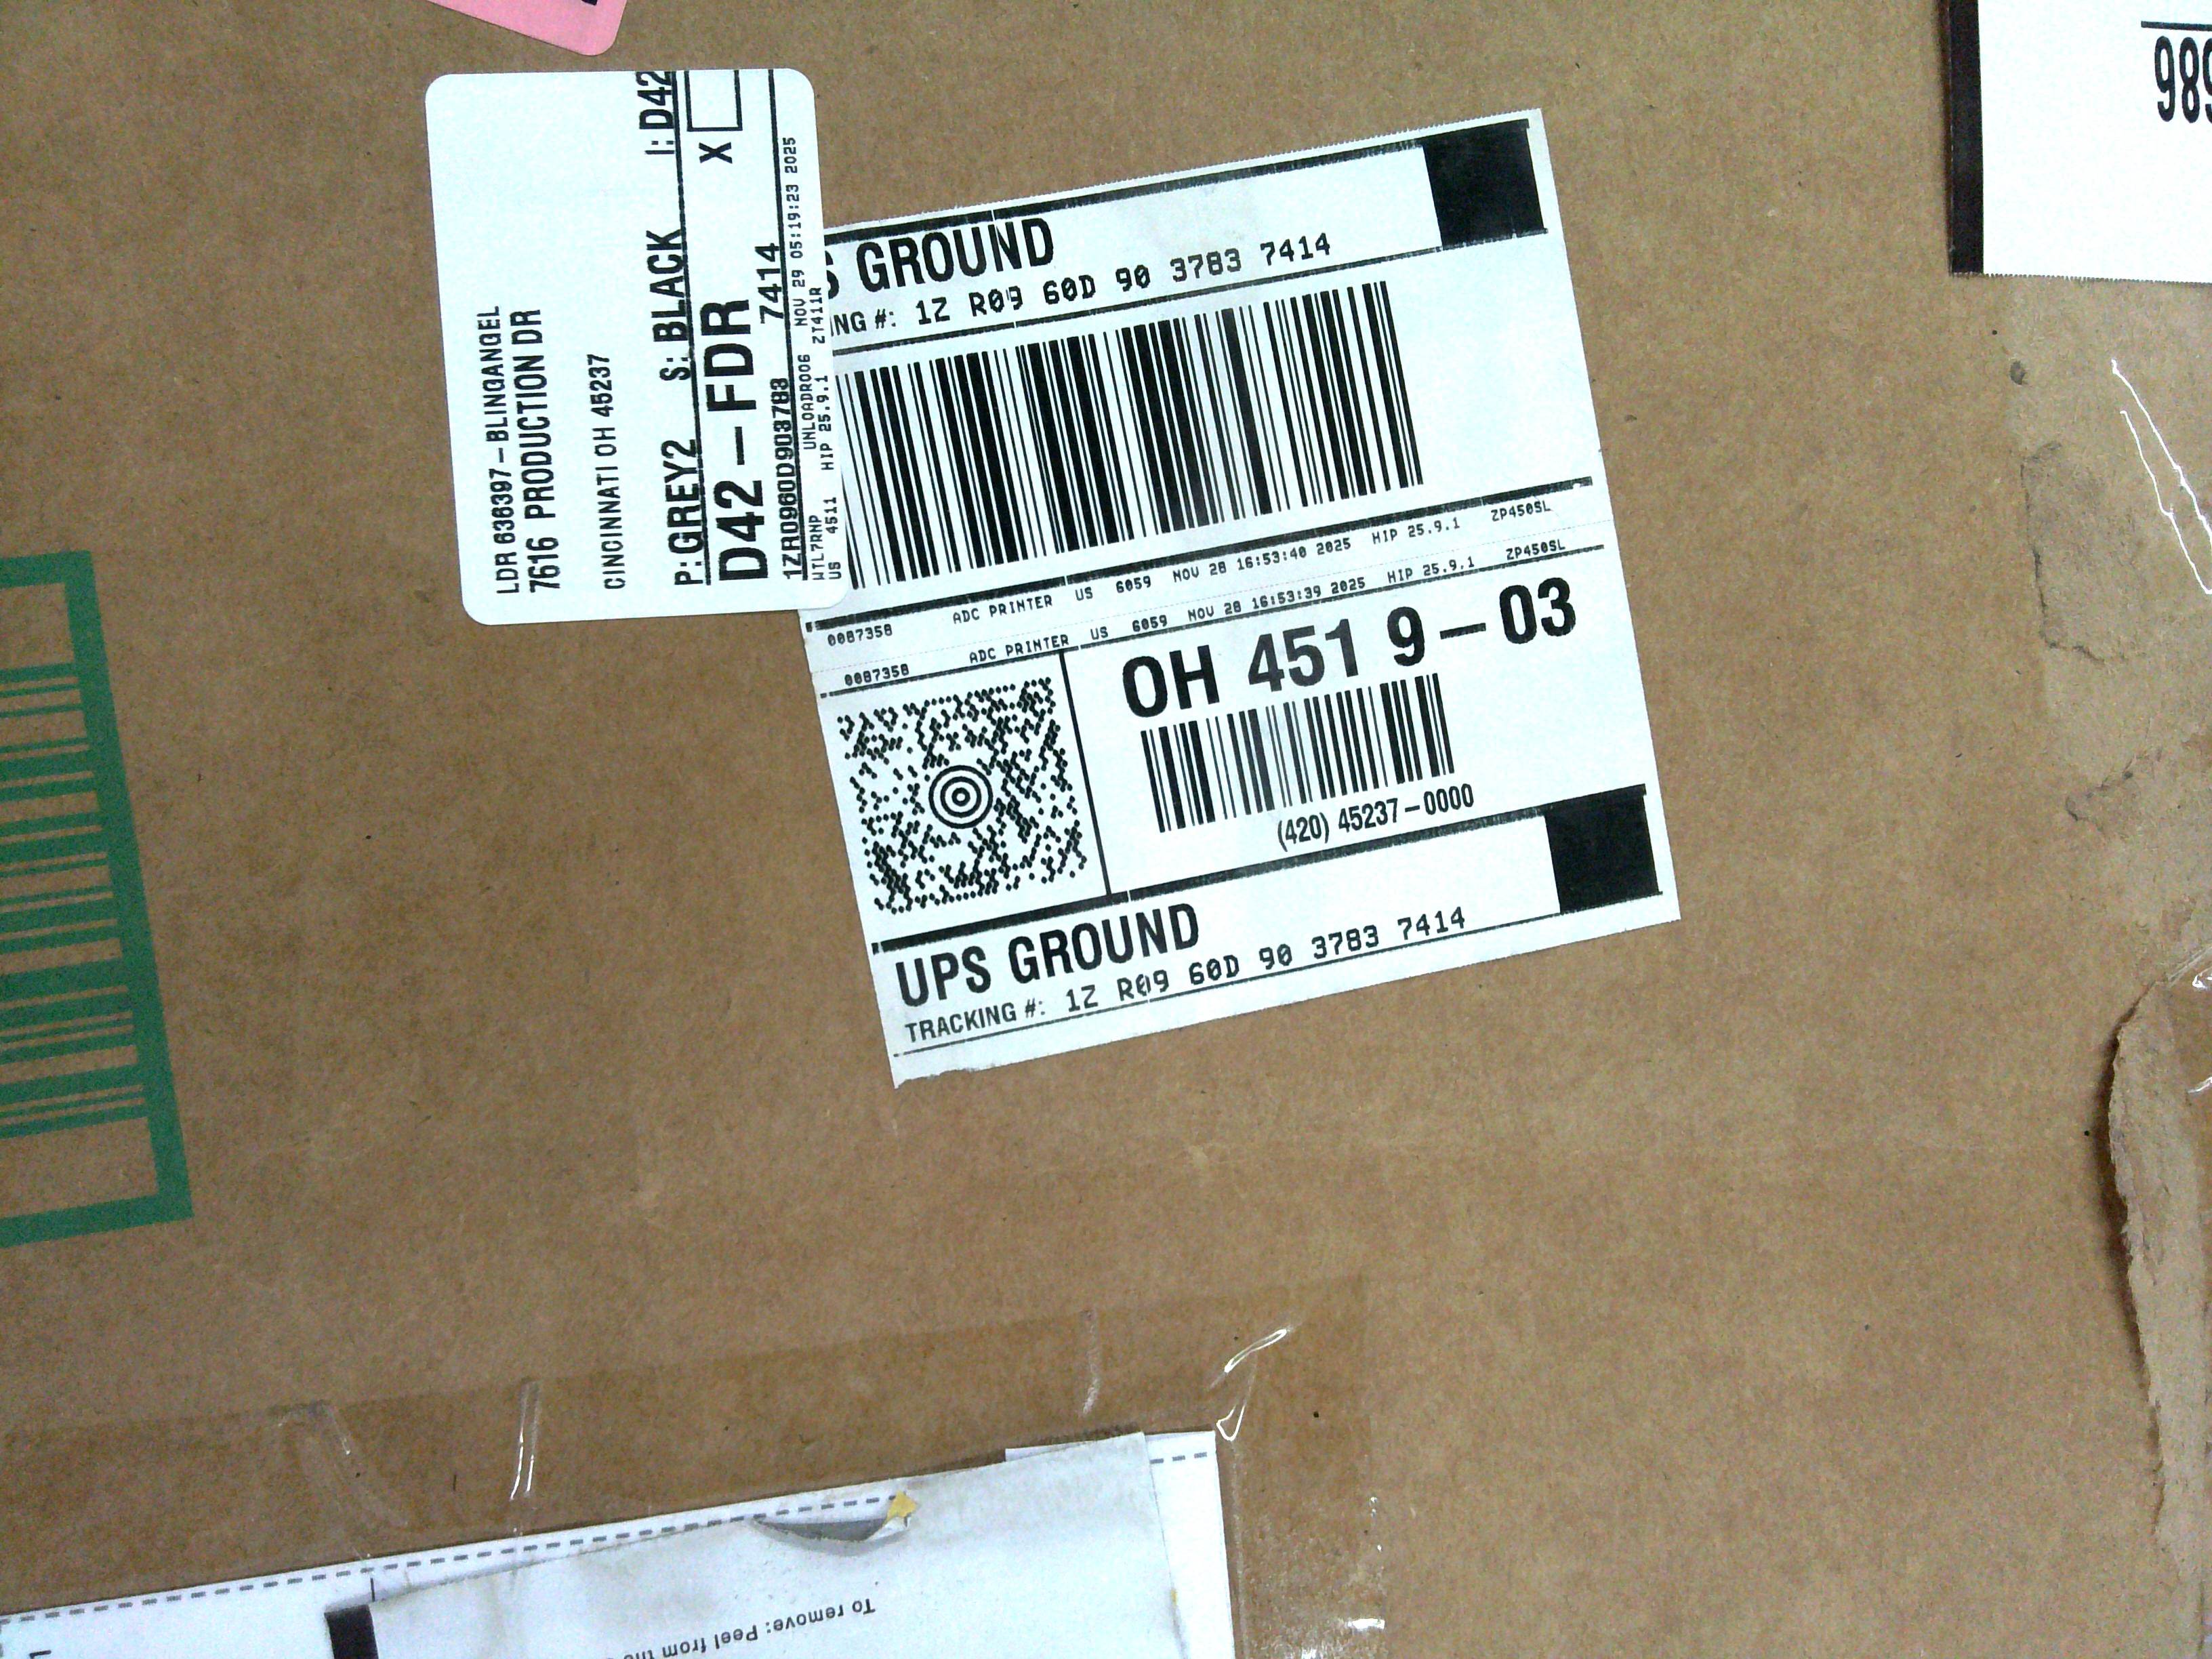 LDR 636397-BLINGANGEL
7616 PRODUCTION DR
CINCINNATI OH 45237
P: GREY2 S: BLACK I: D42
D42-FDR X
1ZR0960D903783 7414
WTL7RNP UNLOADR006 NOV 29 05:19:23 2025
US 4511 HIP 25.9.1 ZT411R
S GROUND
NG #: 1Z R09 60D 90 3783 7414
0087358 ADC PRINTER US 6059 NOV 28 16:53:40 2025 HIP 25.9.1 ZP450SL
0087358 ADC PRINTER US 6059 NOV 28 16:53:39 2025 HIP 25.9.1 ZP450SL
OH 451 9-03
(420) 45237-0000
UPS GROUND
TRACKING #: 1Z R09 60D 90 3783 7414
989
To remove: Peel from the